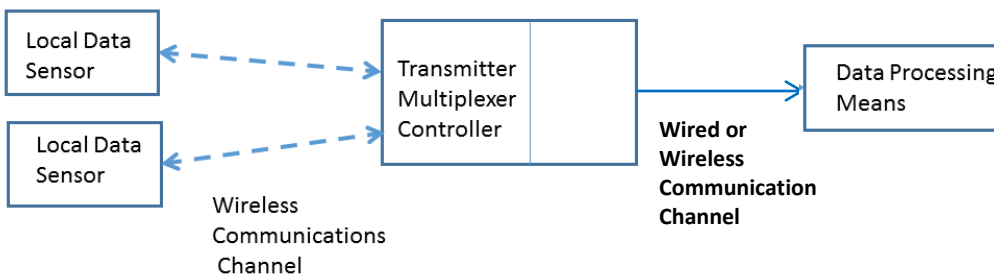 Local Data
Sensor
Local Data
Sensor
Wireless
Communications
Channel
Transmitter
Multiplexer
Controller
Wired or
Wireless
Communication
Channel
Data Processing
Means